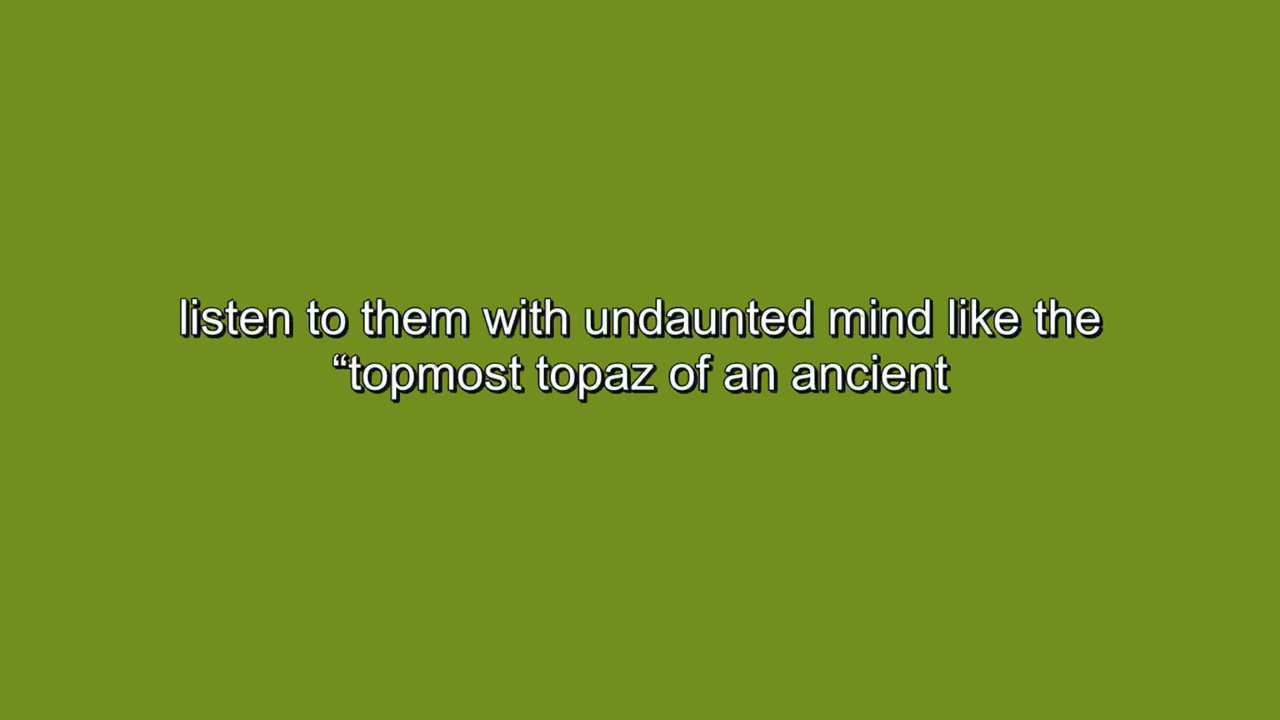 listen to them with undaunted mind like the
“topmost topaz of an ancient